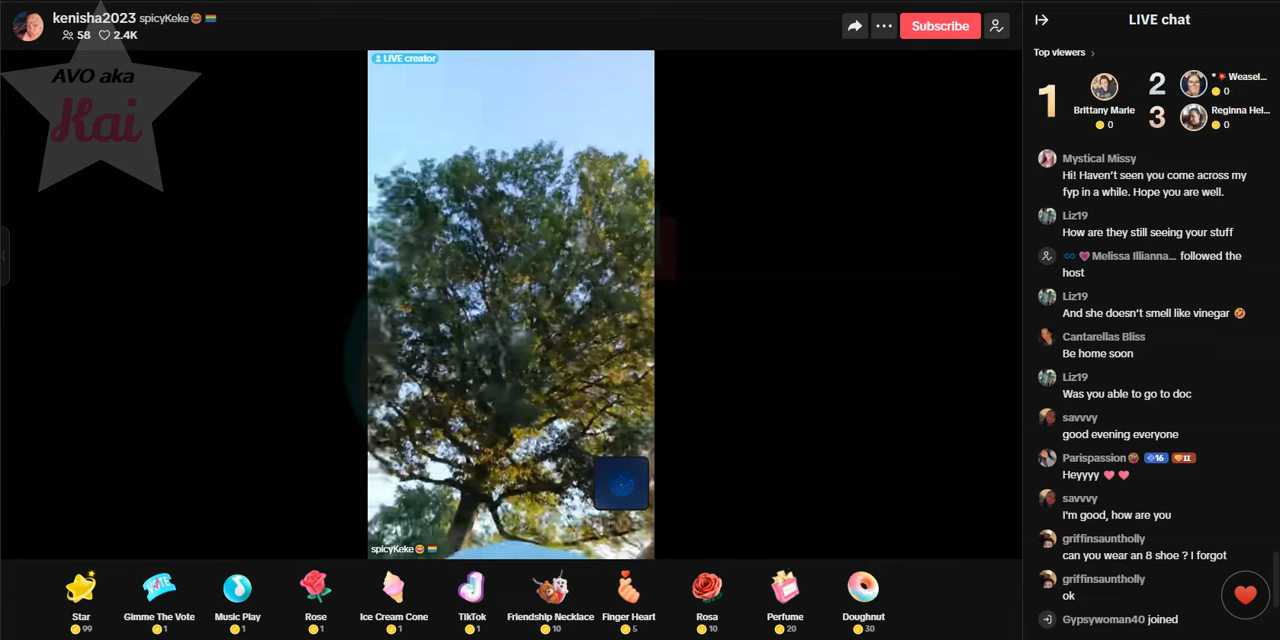 kenisha2023 spicyKeke
58 2.4K
Subscribe
LIVE chat
AVO aka
Kai
LIVE creator
spicyKeke
Top viewers
1
Brittany Marie
0
2
Weasel...
0
3
Reginna Hel...
0
Mystical Missy
Hi! Haven't seen you come across my
fyp in a while. Hope you are well.
Liz19
How are they still seeing your stuff
Melissa Illianna... followed the
host
Liz19
And she doesn't smell like vinegar 🤣
Cantarellas Bliss
Be home soon
Liz19
Was you able to go to doc
savvvy
good evening everyone
Parispassion 16 II
Heyyyy
savvvy
I'm good, how are you
griffinsauntholly
can you wear an 8 shoe ? I forgot
griffinsauntholly
ok
Gypsywoman40 joined
Star
99
Gimme The Vote
1
Music Play
1
Rose
1
Ice Cream Cone
1
TikTok
1
Friendship Necklace
10
Finger Heart
5
Rosa
10
Perfume
20
Doughnut
30